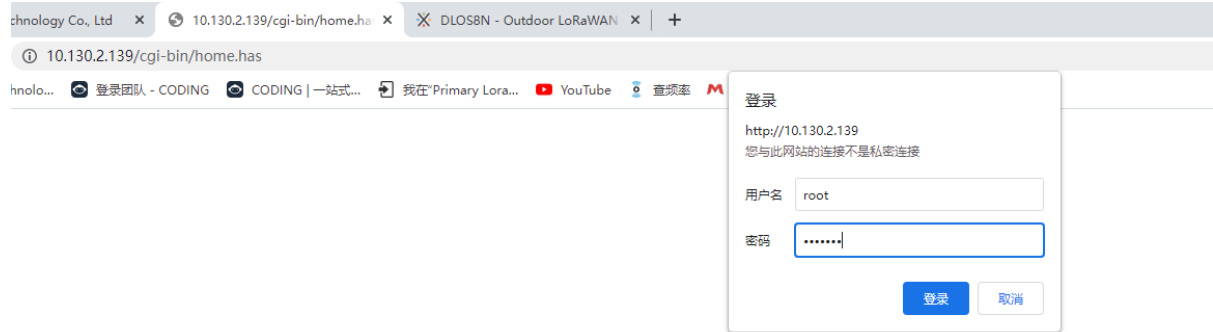 chnology Co., Ltd
10.130.2.139/cgi-bin/home.ha
DLOS8N - Outdoor LoRaWAN
10.130.2.139/cgi-bin/home.has
hnolo...
登录团队 - CODING
CODING | 一站式...
我在"Primary Lora...
YouTube
查频率
登录
http://10.130.2.139
您与此网站的连接不是私密连接
用户名 root
密码 •••••••
登录 取消